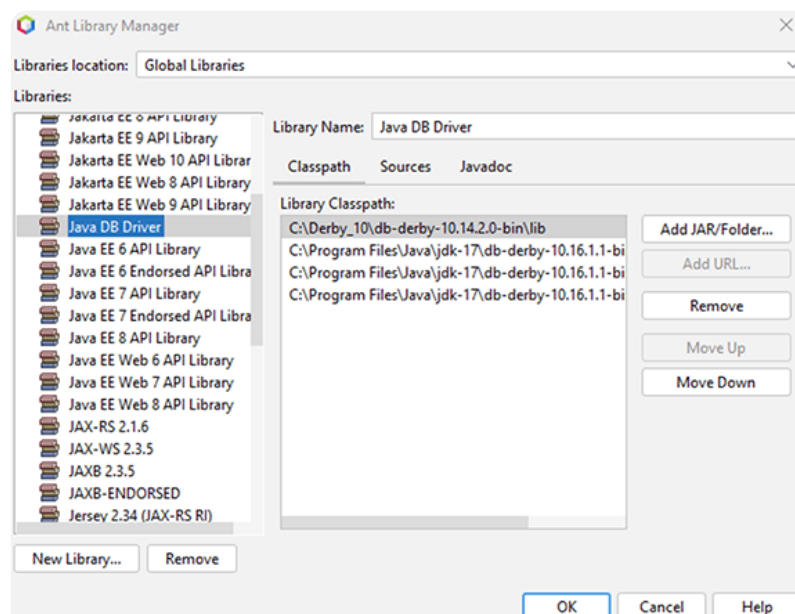 Ant Library Manager
Libraries location: Global Libraries
Libraries:
Jakarta EE 8 API Library
Jakarta EE 9 API Library
Jakarta EE Web 10 API Librar
Jakarta EE Web 8 API Library
Jakarta EE Web 9 API Library
Java DB Driver
Java EE 6 API Library
Java EE 6 Endorsed API Libra
Java EE 7 API Library
Java EE 7 Endorsed API Libra
Java EE 8 API Library
Java EE Web 6 API Library
Java EE Web 7 API Library
Java EE Web 8 API Library
JAX-RS 2.1.6
JAX-WS 2.3.5
JAXB 2.3.5
JAXB-ENDORSED
Jersey 2.34 (JAX-RS RI)
New Library...
Remove
Library Name: Java DB Driver
Classpath Sources Javadoc
Library Classpath:
C:\Derby_10\db-derby-10.14.2.0-bin\lib
C:\Program Files\Java\jdk-17\db-derby-10.16.1.1-bi
C:\Program Files\Java\jdk-17\db-derby-10.16.1.1-bi
C:\Program Files\Java\jdk-17\db-derby-10.16.1.1-bi
Add JAR/Folder...
Add URL...
Remove
Move Up
Move Down
OK Cancel Help